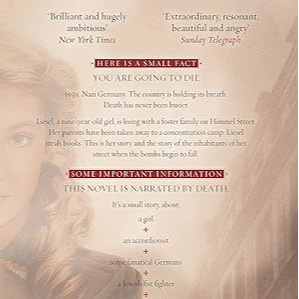 'Brilliant and hugely
ambitious'
New York Times
'Extraordinary, resonant,
beautiful and angry'
Sunday Telegraph
HERE IS A SMALL FACT
YOU ARE GOING TO DIE
1939. Nazi Germany. The country is holding its breath.
Death has never been busier.
Liesel, a nine-year-old girl, is living with a foster family on Himmel Street.
Her parents have been taken away to a concentration camp. Liesel
steals books. This is her story and the story of the inhabitants of her
street when the bombs begin to fall.
SOME IMPORTANT INFORMATION
THIS NOVEL IS NARRATED BY DEATH
It's a small story, about:
a girl
+
an accordionist
+
some fanatical Germans
+
a Jewish fist fighter
+